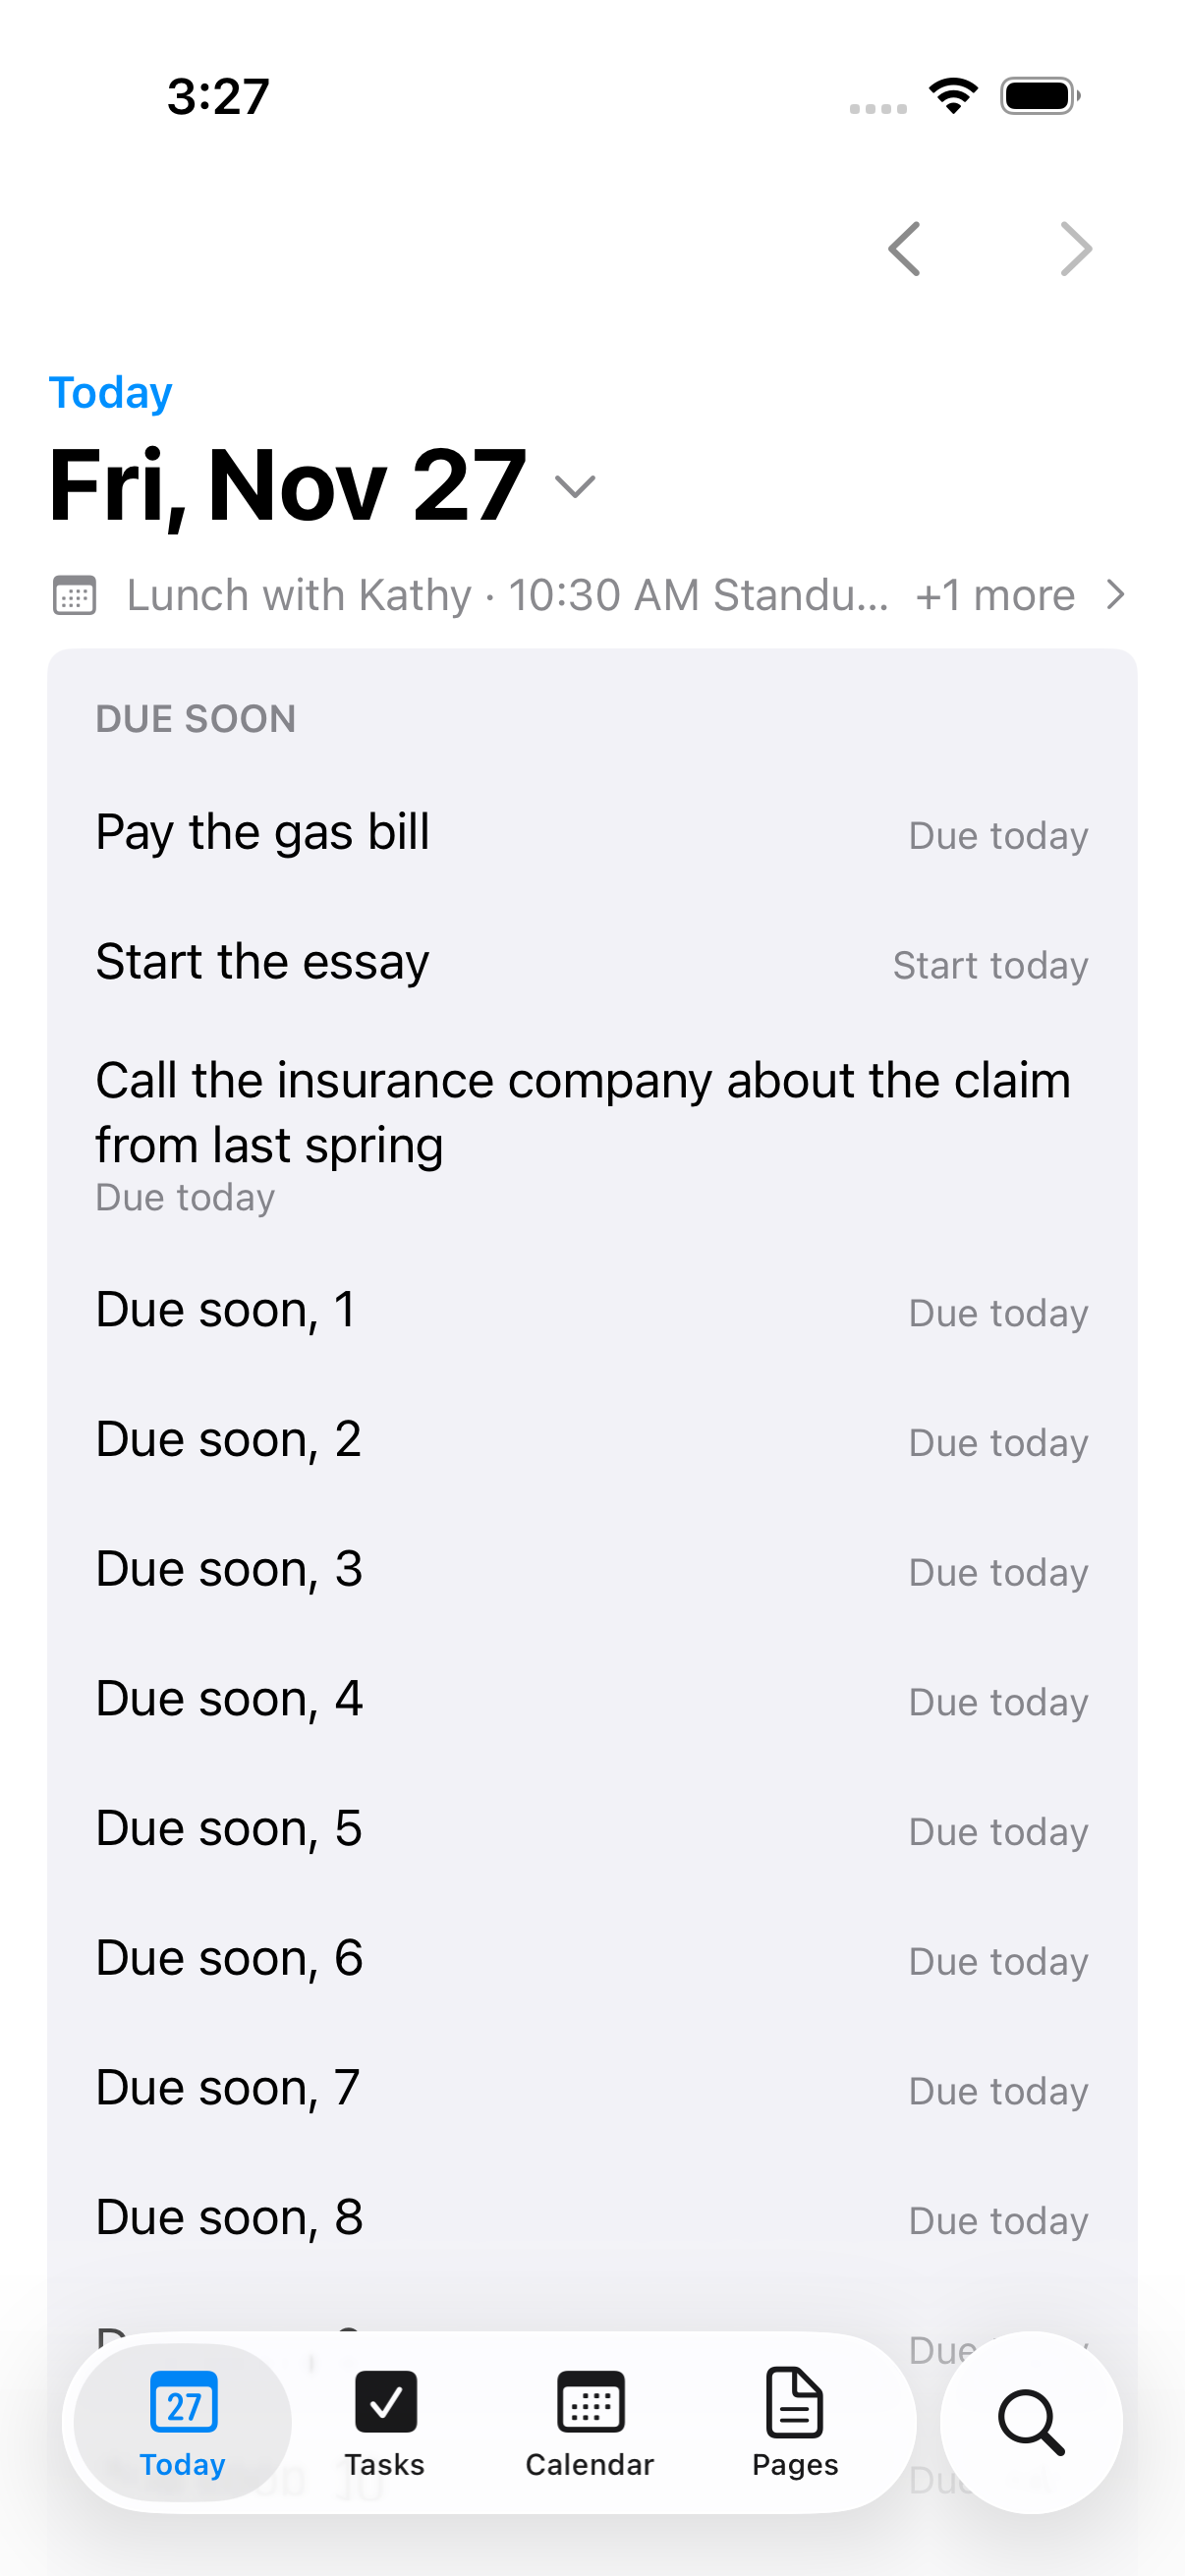 3:27
Today
Fri, Nov 27
Lunch with Kathy · 10:30 AM Standu... +1 more
DUE SOON
Pay the gas bill Due today
Start the essay Start today
Call the insurance company about the claim
from last spring
Due today
Due soon, 1 Due today
Due soon, 2 Due today
Due soon, 3 Due today
Due soon, 4 Due today
Due soon, 5 Due today
Due soon, 6 Due today
Due soon, 7 Due today
Due soon, 8 Due today
27
Today Tasks Calendar Pages